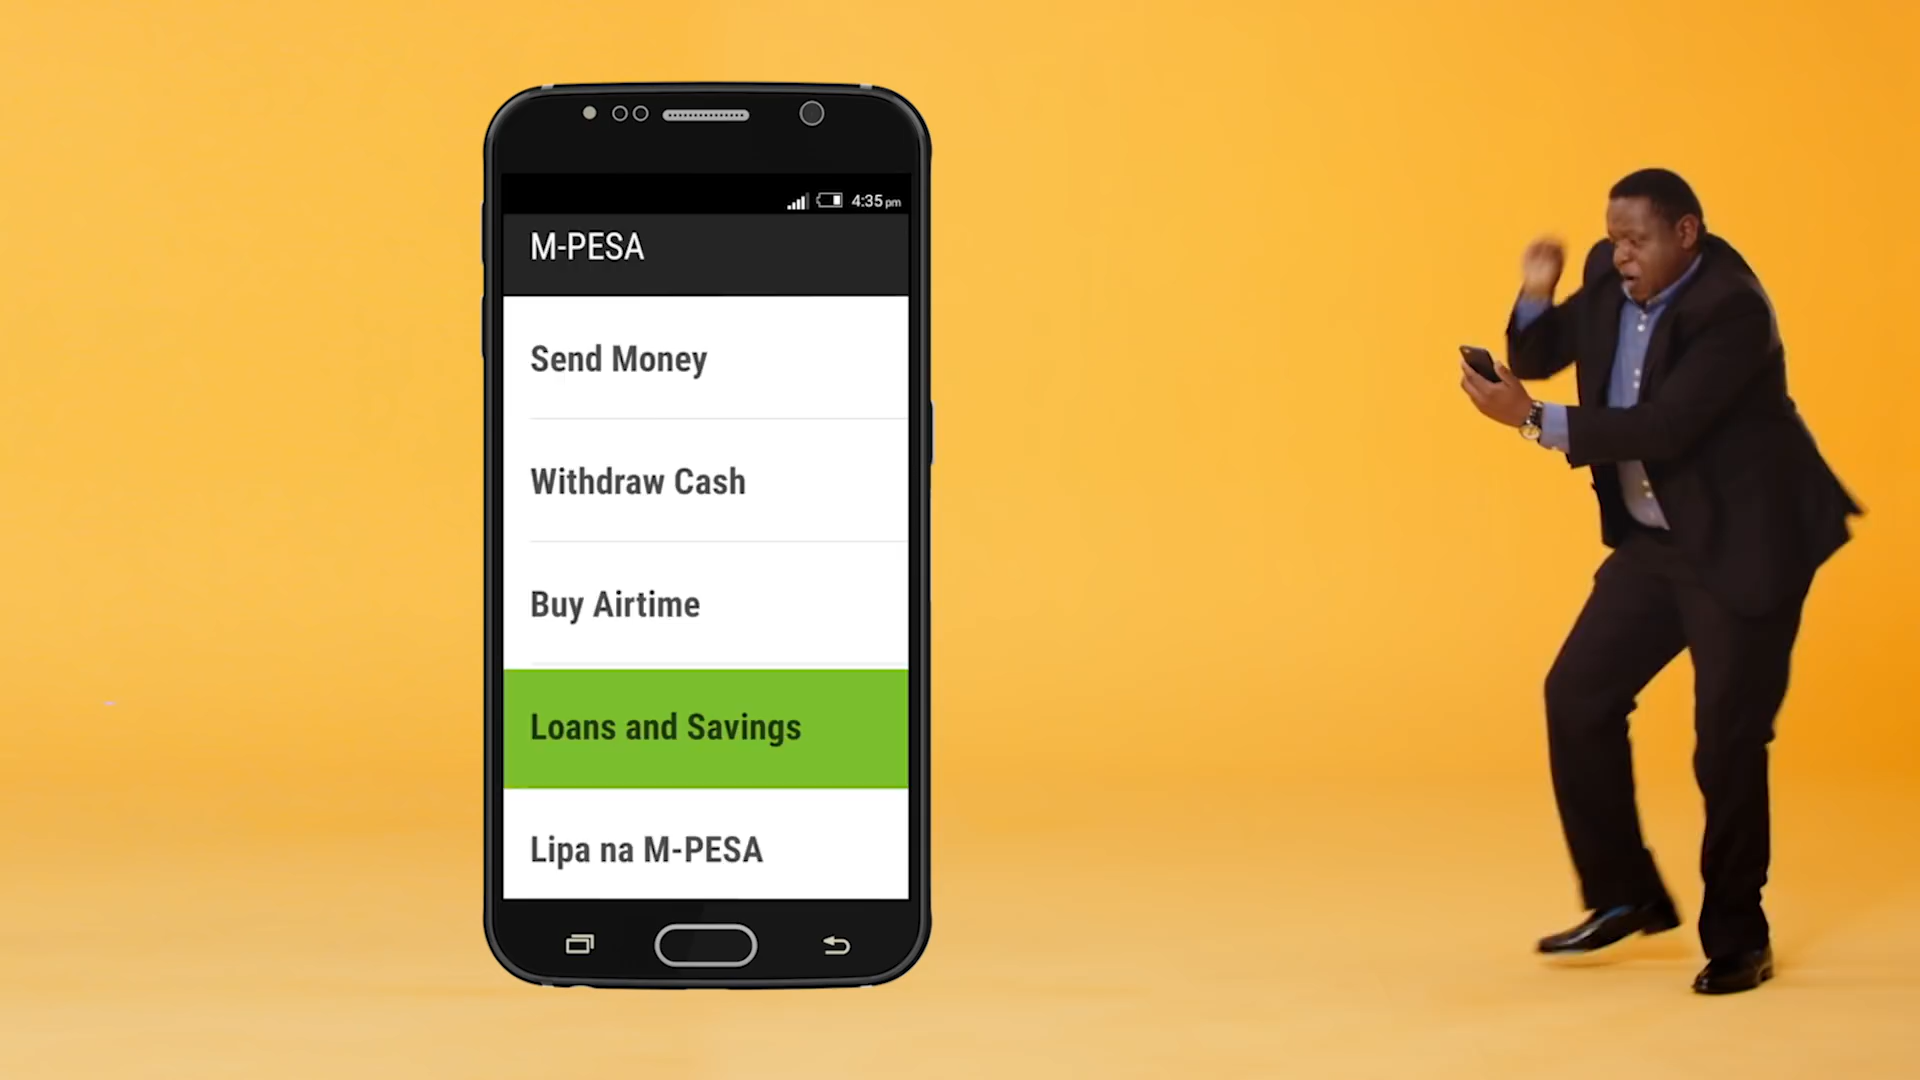 4:35 pm
M-PESA
Send Money
Withdraw Cash
Buy Airtime
Loans and Savings
Lipa na M-PESA